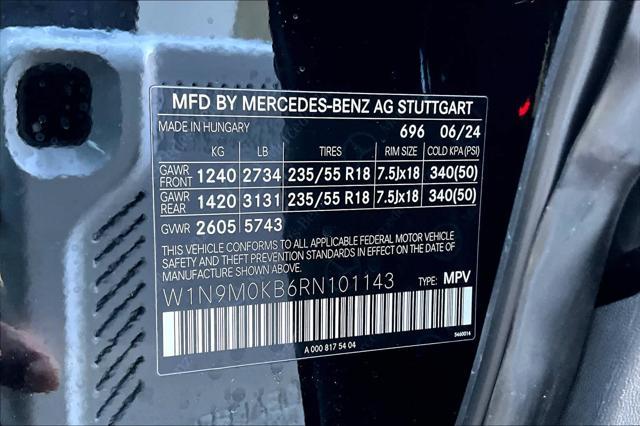 MFD BY MERCEDES-BENZ AG STUTTGART
MADE IN HUNGARY 696 06/24
KG LB TIRES RIM SIZE COLD KPA(PSI)
GAWR FRONT 1240 2734 235/55 R18 7.5Jx18 340(50)
GAWR REAR 1420 3131 235/55 R18 7.5Jx18 340(50)
GVWR 2605 5743
THIS VEHICLE CONFORMS TO ALL APPLICABLE FEDERAL MOTOR VEHICLE
SAFETY AND THEFT PREVENTION STANDARDS IN EFFECT ON THE DATE OF
MANUFACTURE SHOWN ABOVE.
W1N9M0KB6RN101143 TYPE: MPV
A 000 817 54 04
5460014